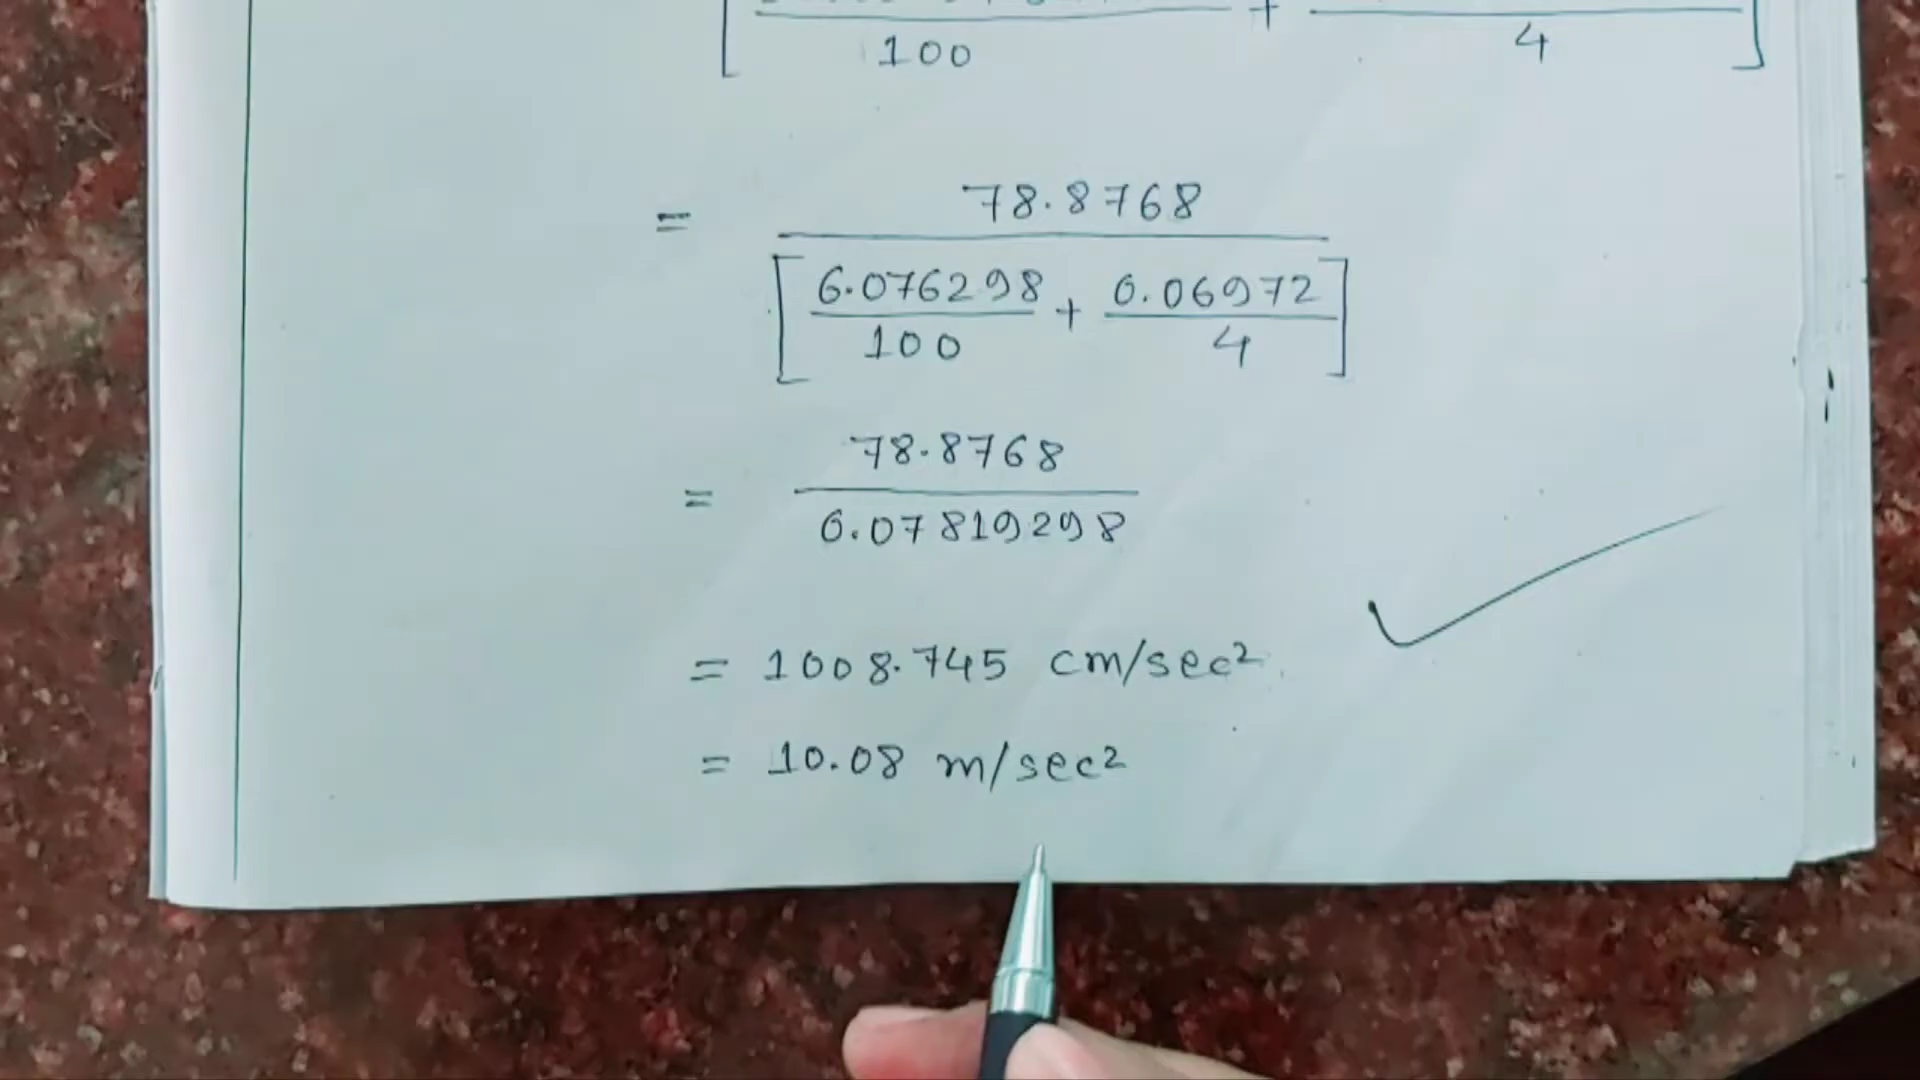 100 + 4
= 78.8768
[6.076298 / 100 + 0.06972 / 4]
= 78.8768
0.07819298
= 1008.745 cm/sec²
= 10.08 m/sec²